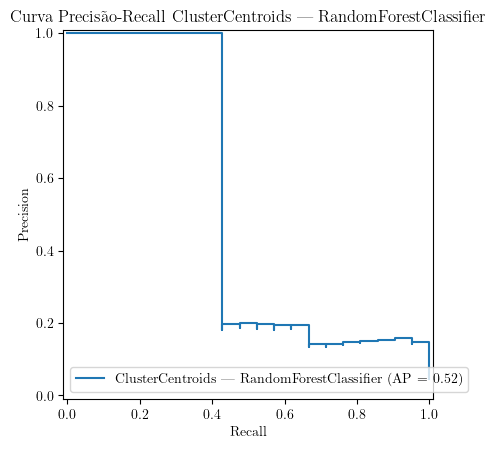 Curva Precisão-Recall ClusterCentroids — RandomForestClassifier
1.0
0.8
0.6
0.4
0.2
0.0
Precision
ClusterCentroids — RandomForestClassifier (AP = 0.52)
0.0 0.2 0.4 0.6 0.8 1.0
Recall